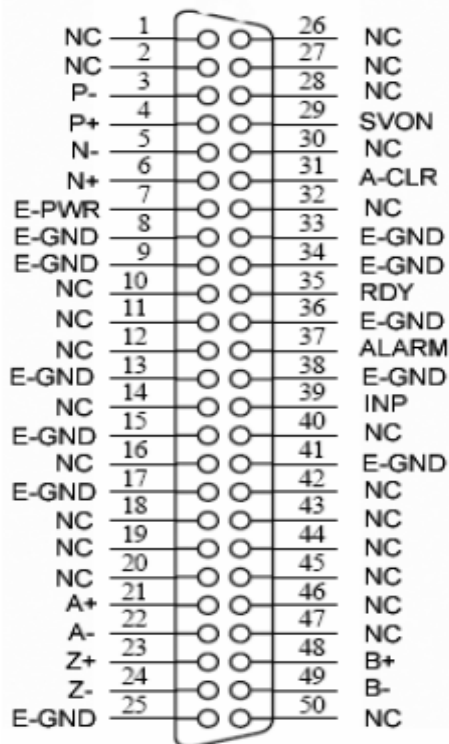 NC 1 26 NC
NC 2 27 NC
P- 3 28 NC
P+ 4 29 SVON
N- 5 30 NC
N+ 6 31 A-CLR
E-PWR 7 32 NC
E-GND 8 33 E-GND
E-GND 9 34 E-GND
NC 10 35 RDY
NC 11 36 E-GND
NC 12 37 ALARM
E-GND 13 38 E-GND
NC 14 39 INP
E-GND 15 40 NC
NC 16 41 E-GND
E-GND 17 42 NC
NC 18 43 NC
NC 19 44 NC
NC 20 45 NC
A+ 21 46 NC
A- 22 47 NC
Z+ 23 48 B+
Z- 24 49 B-
E-GND 25 50 NC